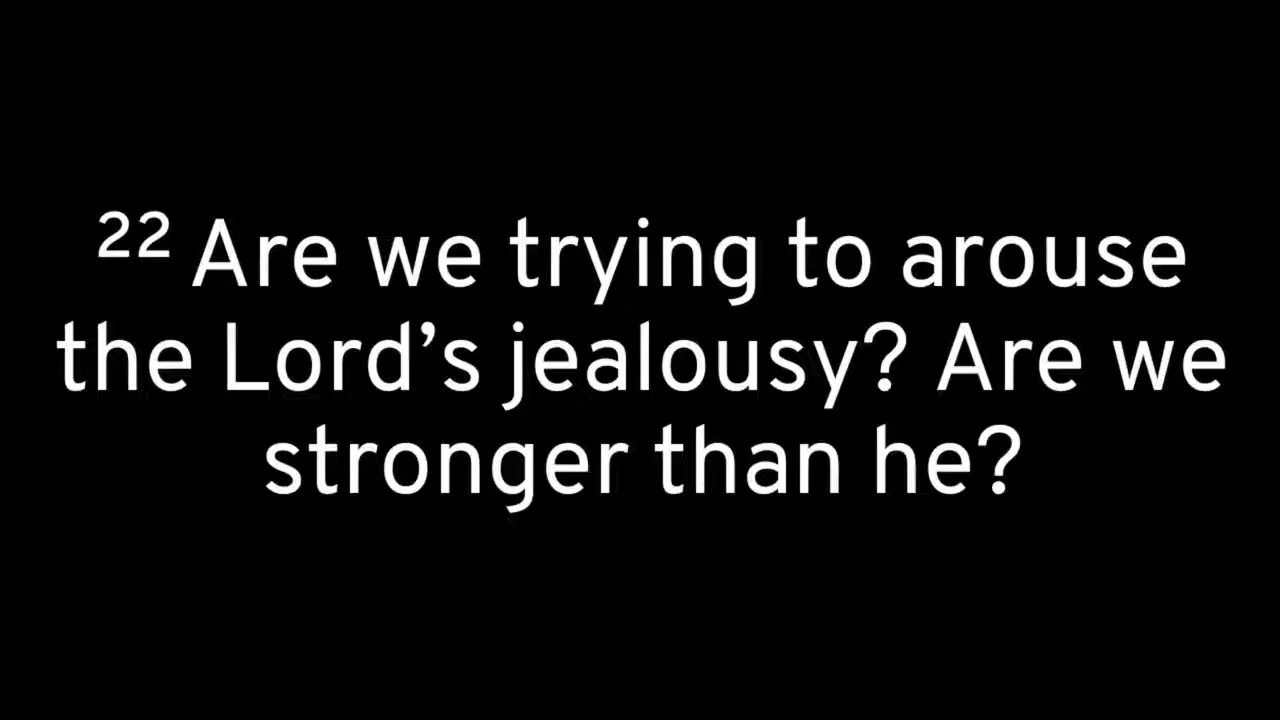 22 Are we trying to arouse
the Lord’s jealousy? Are we
stronger than he?